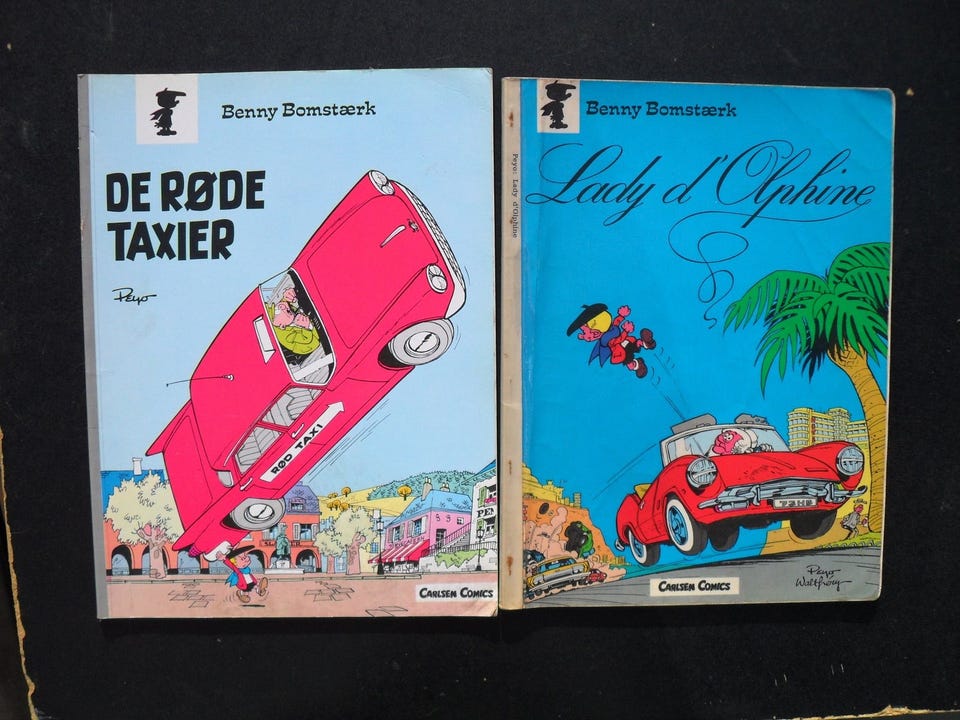 Benny Bomstærk
DE RØDE
TAXIER
Peyo
RØD TAXI
PEN
CARLSEN COMICS
Peyo: Lady d'Olphine
Benny Bomstærk
Lady d'Olphine
Peyo
Walthéry
CARLSEN COMICS